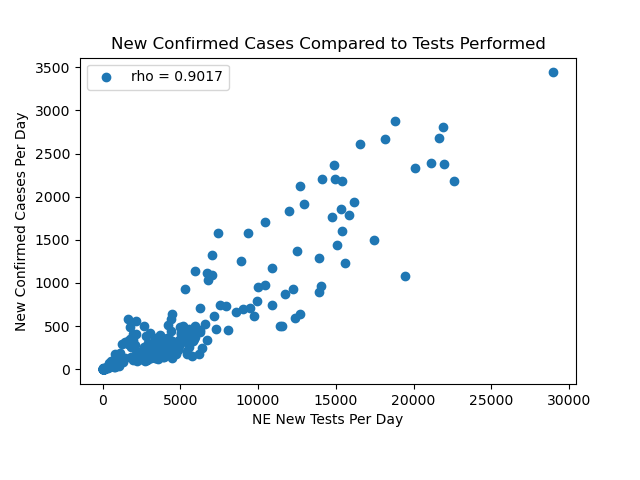 New Confirmed Cases Compared to Tests Performed
rho = 0.9017
New Confirmed Caeses Per Day
3500
3000
2500
2000
1500
1000
500
0
0 5000 10000 15000 20000 25000 30000
NE New Tests Per Day